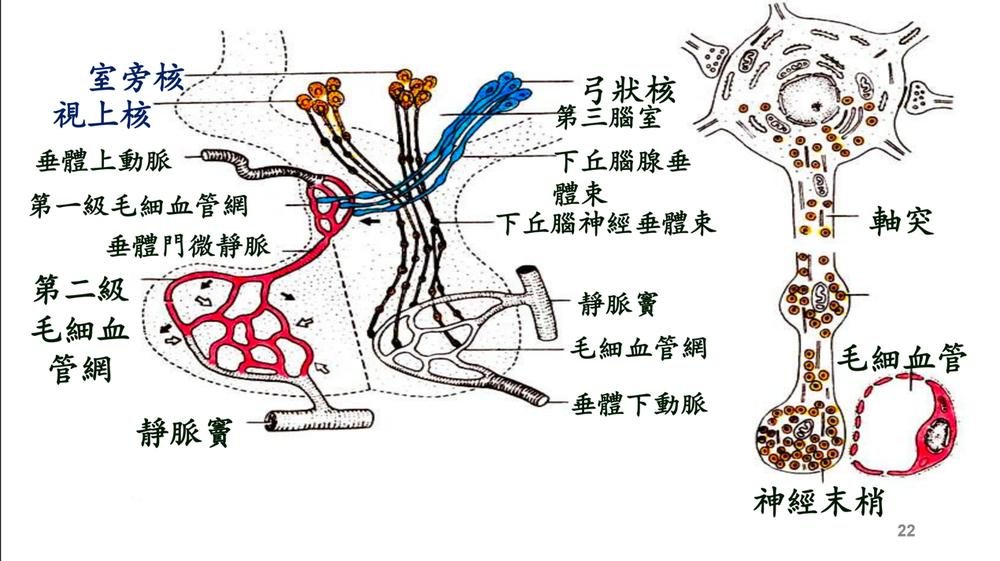 室旁核
視上核
垂體上動脈
第一級毛細血管網
垂體門微靜脈
第二級
毛細血
管網
靜脈竇
弓狀核
第三腦室
下丘腦腺垂
體束
下丘腦神經垂體束
靜脈竇
毛細血管網
垂體下動脈
軸突
毛細血管
神經末梢
22